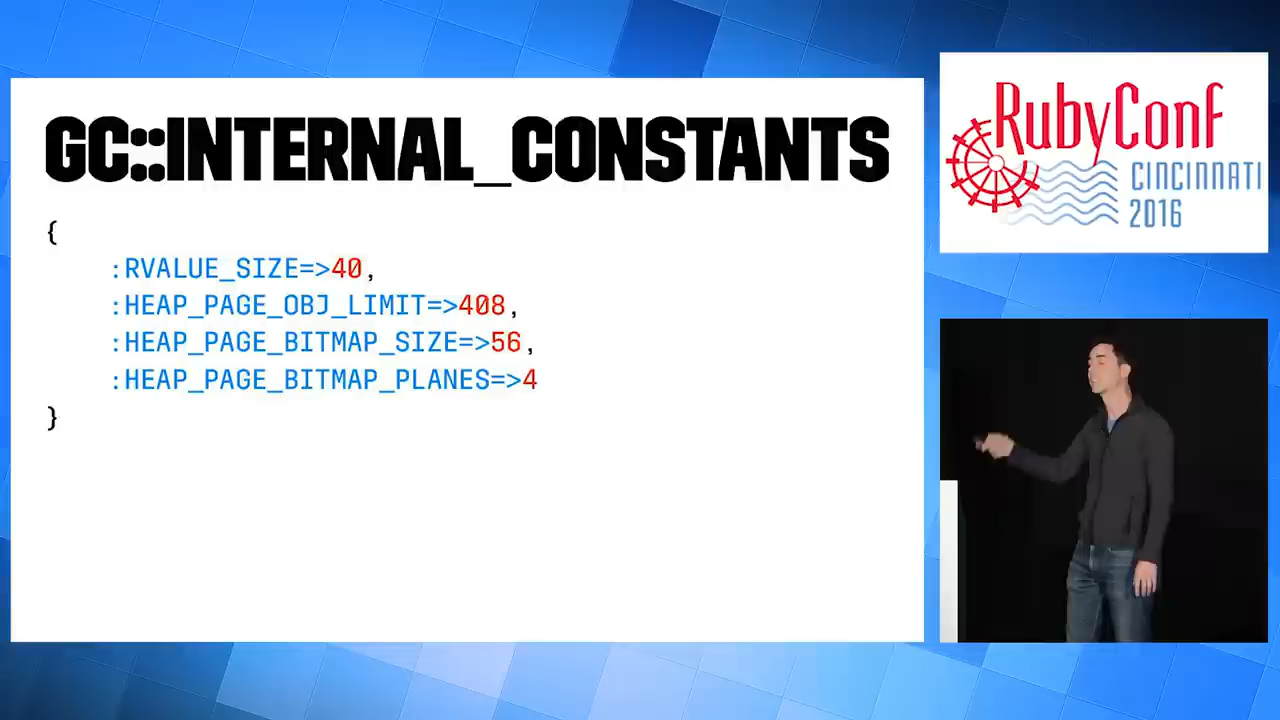 GC::INTERNAL_CONSTANTS
{
:RVALUE_SIZE=>40,
:HEAP_PAGE_OBJ_LIMIT=>408,
:HEAP_PAGE_BITMAP_SIZE=>56,
:HEAP_PAGE_BITMAP_PLANES=>4
}
RubyConf
CINCINNATI
2016